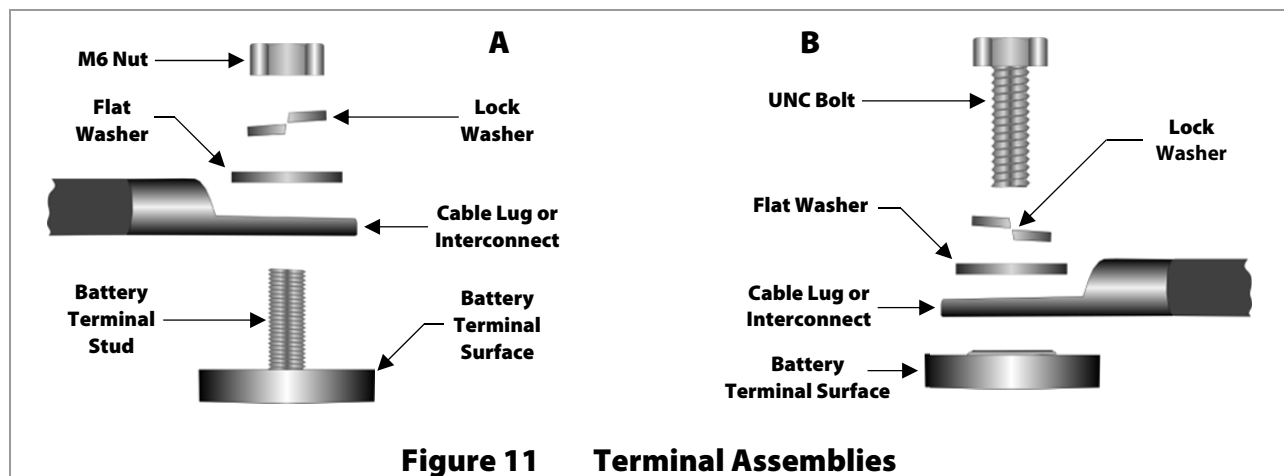 A
M6 Nut
Flat
Washer
Lock
Washer
Cable Lug or
Interconnect
Battery
Terminal
Stud
Battery
Terminal
Surface
B
UNC Bolt
Lock
Washer
Flat Washer
Cable Lug or
Interconnect
Battery
Terminal Surface
Figure 11 Terminal Assemblies